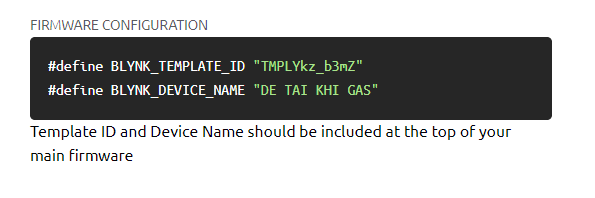 FIRMWARE CONFIGURATION
#define BLYNK_TEMPLATE_ID "TMPLYkz_b3mZ"
#define BLYNK_DEVICE_NAME "DE TAI KHI GAS"
Template ID and Device Name should be included at the top of your
main firmware